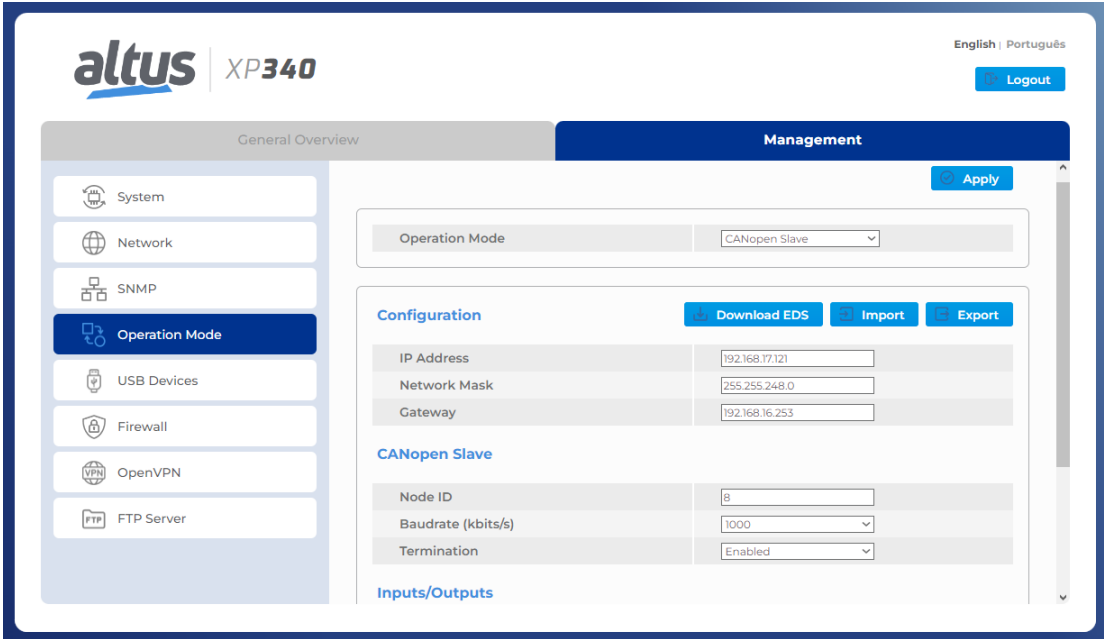 altus XP340
English | Português
Logout
General Overview
Management
System
Network
SNMP
Operation Mode
USB Devices
Firewall
VPN OpenVPN
FTP FTP Server
Apply
Operation Mode CANopen Slave
Configuration Download EDS Import Export
IP Address 192.168.17.121
Network Mask 255.255.248.0
Gateway 192.168.16.253
CANopen Slave
Node ID 8
Baudrate (kbits/s) 1000
Termination Enabled
Inputs/Outputs